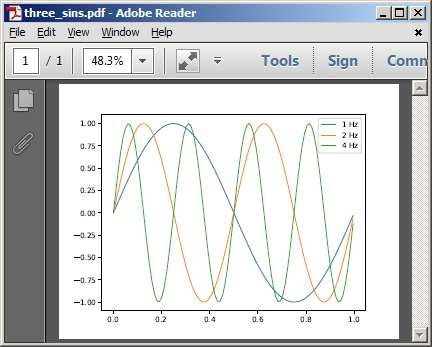 three_sins.pdf - Adobe Reader
File Edit View Window Help
1 / 1 48.3% Tools Sign Comn
1.00
0.75
0.50
0.25
0.00
−0.25
−0.50
−0.75
−1.00
1 Hz
2 Hz
4 Hz
0.0 0.2 0.4 0.6 0.8 1.0